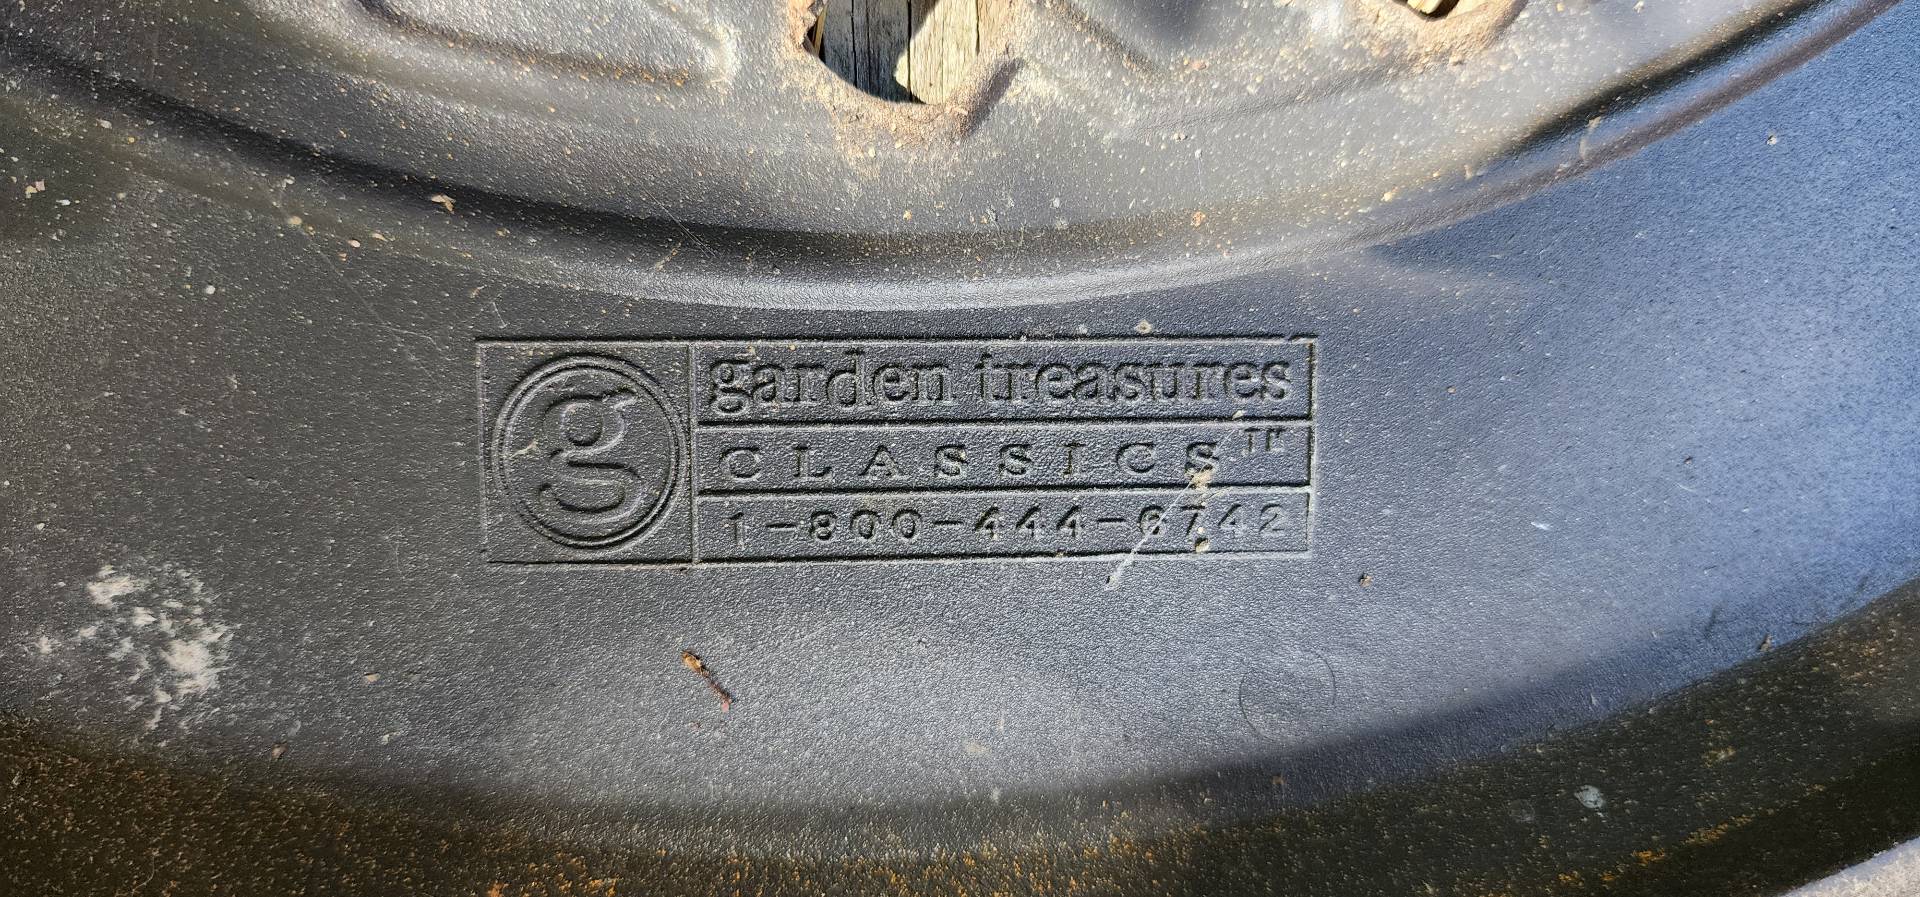 g
garden treasures
CLASSICS™
1-800-444-6742